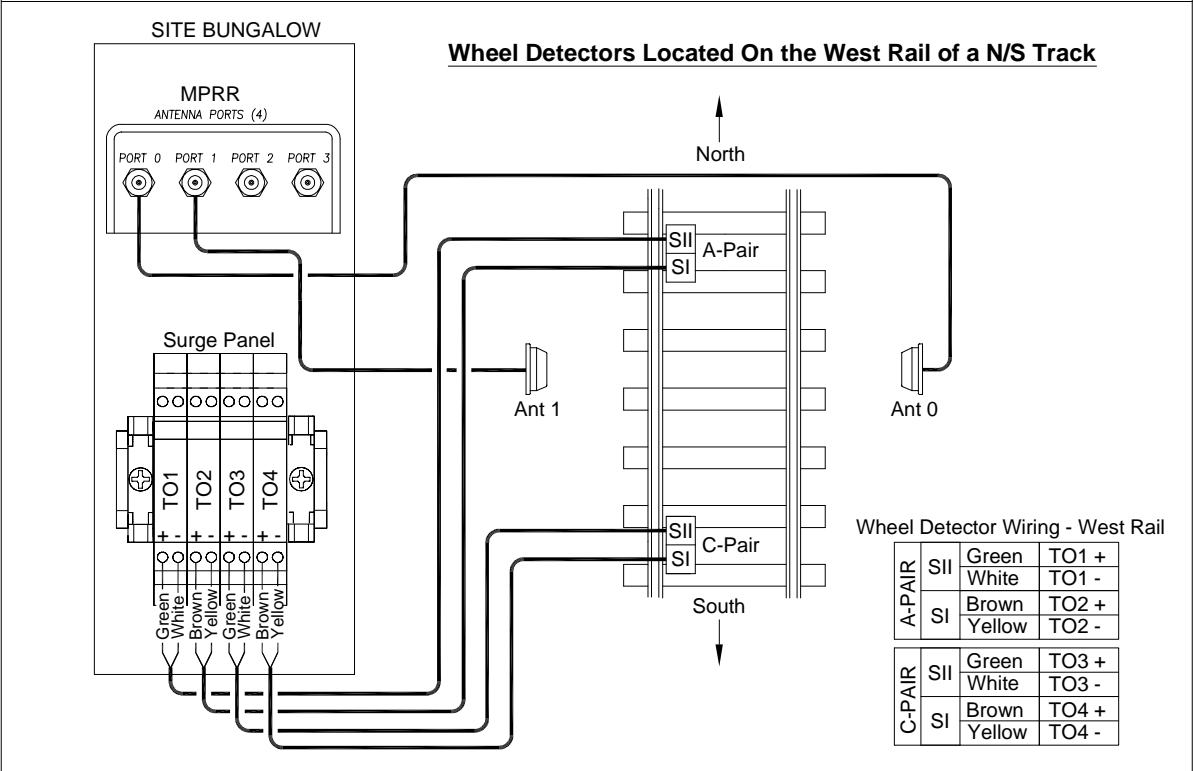 SITE BUNGALOW
Wheel Detectors Located On the West Rail of a N/S Track
MPRR
ANTENNA PORTS (4)
PORT 0 PORT 1 PORT 2 PORT 3
North
SII
A-Pair
SI
Surge Panel
Ant 1
Ant 0
TO1 TO2 TO3 TO4
+ - + - + - + -
Green White Brown Yellow Green White Brown Yellow
SII
C-Pair
SI
South
Wheel Detector Wiring - West Rail
A-PAIR
SII Green TO1 +
White TO1 -
SI Brown TO2 +
Yellow TO2 -
C-PAIR
SII Green TO3 +
White TO3 -
SI Brown TO4 +
Yellow TO4 -